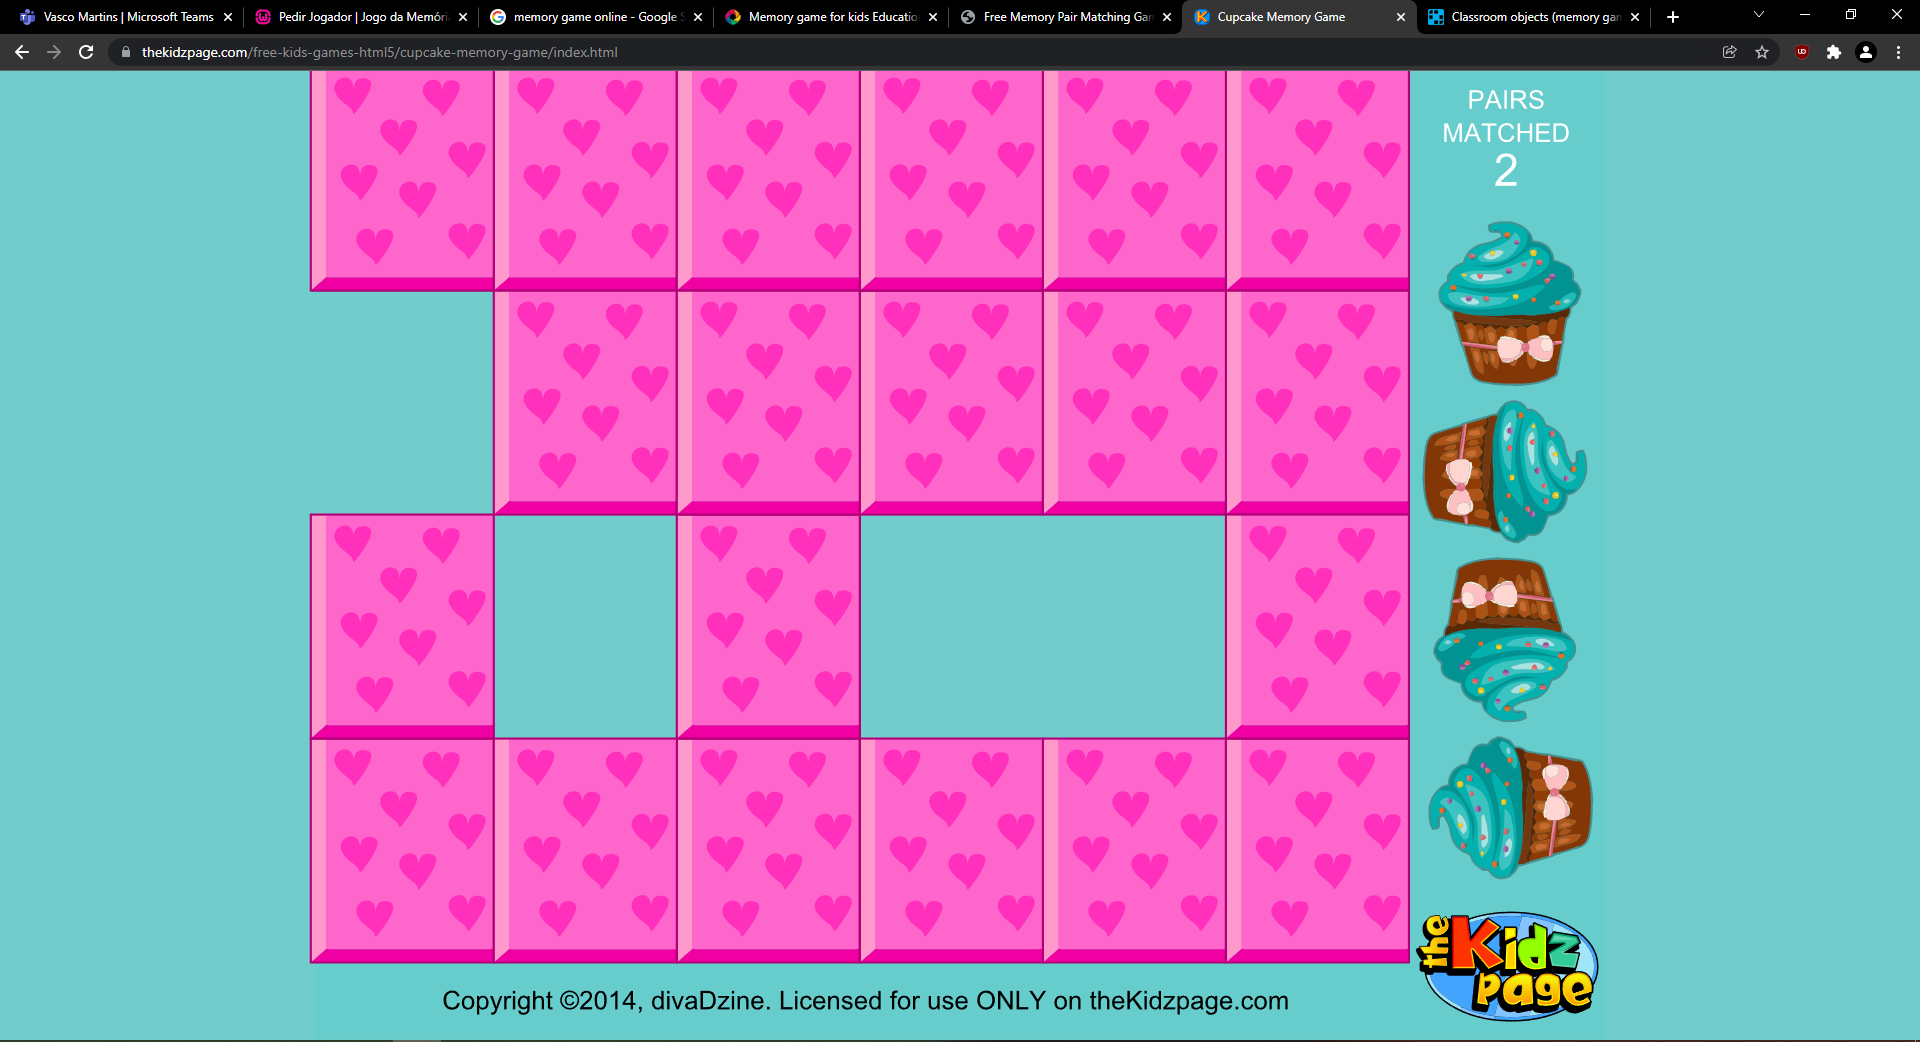 Vasco Martins | Microsoft Teams
Pedir Jogador | Jogo da Memóri
memory game online - Google S
Memory game for kids Educatio
Free Memory Pair Matching Gam
Cupcake Memory Game
Classroom objects (memory gam
thekidzpage.com/free-kids-games-html5/cupcake-memory-game/index.html
PAIRS
MATCHED
2
the Kidz
page
Copyright ©2014, divaDzine. Licensed for use ONLY on theKidzpage.com